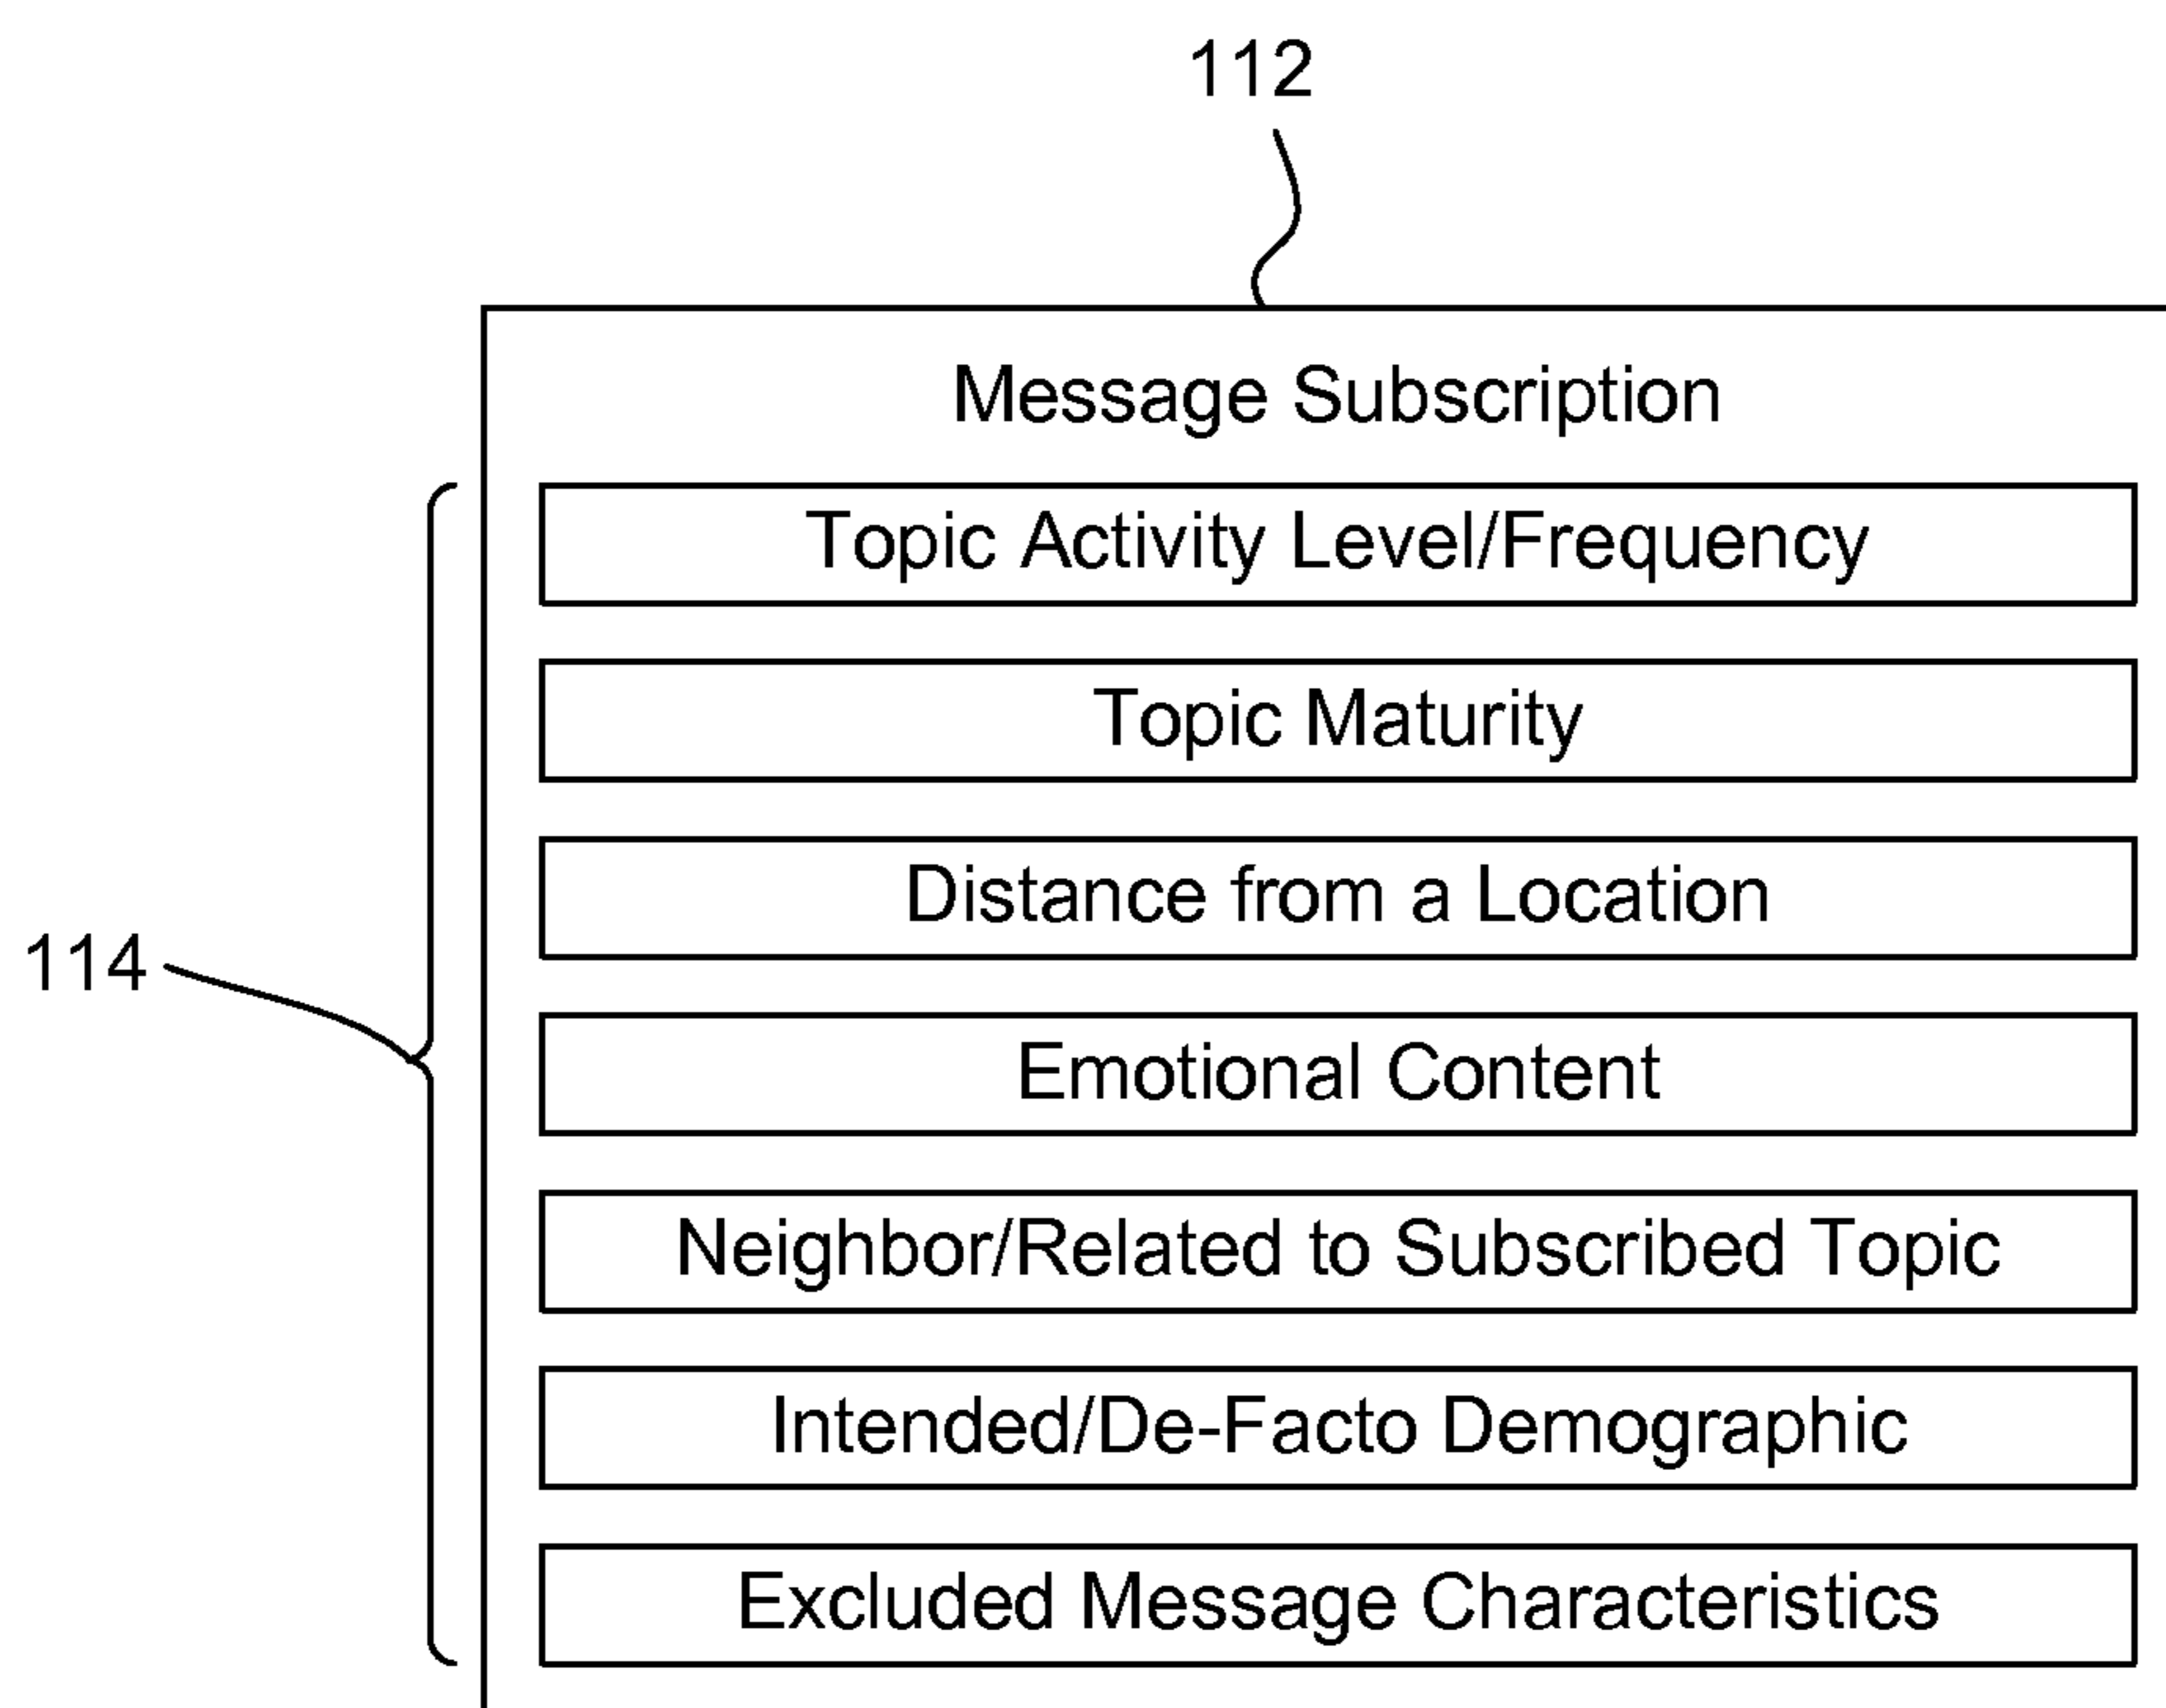 112
Message Subscription
Topic Activity Level/Frequency
Topic Maturity
Distance from a Location
114
Emotional Content
Neighbor/Related to Subscribed Topic
Intended/De-Facto Demographic
Excluded Message Characteristics